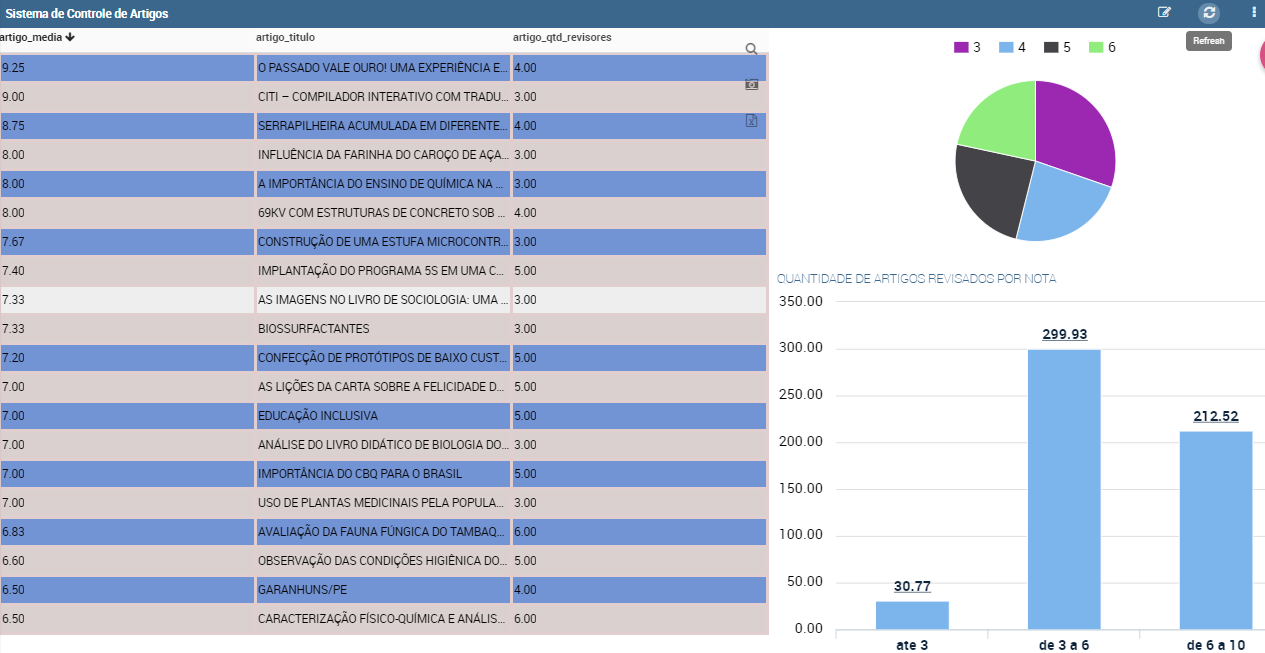 Sistema de Controle de Artigos
Refresh
artigo_media artigo_titulo artigo_qtd_revisores
9.25 O PASSADO VALE OURO! UMA EXPERIÊNCIA E... 4.00
9.00 CITI – COMPILADOR INTERATIVO COM TRADU... 3.00
8.75 SERRAPILHEIRA ACUMULADA EM DIFERENTE... 4.00
8.00 INFLUÊNCIA DA FARINHA DO CAROÇO DE AÇA... 3.00
8.00 A IMPORTÂNCIA DO ENSINO DE QUÍMICA NA ... 3.00
8.00 69KV COM ESTRUTURAS DE CONCRETO SOB ... 4.00
7.67 CONSTRUÇÃO DE UMA ESTUFA MICROCONTR... 3.00
7.40 IMPLANTAÇÃO DO PROGRAMA 5S EM UMA C... 5.00
7.33 AS IMAGENS NO LIVRO DE SOCIOLOGIA: UMA ... 3.00
7.33 BIOSSURFACTANTES 3.00
7.20 CONFECÇÃO DE PROTÓTIPOS DE BAIXO CUST... 5.00
7.00 AS LIÇÕES DA CARTA SOBRE A FELICIDADE D... 5.00
7.00 EDUCAÇÃO INCLUSIVA 5.00
7.00 ANÁLISE DO LIVRO DIDÁTICO DE BIOLOGIA DO... 3.00
7.00 IMPORTÂNCIA DO CBQ PARA O BRASIL 5.00
7.00 USO DE PLANTAS MEDICINAIS PELA POPULA... 3.00
6.83 AVALIAÇÃO DA FAUNA FÚNGICA DO TAMBAQ... 6.00
6.60 OBSERVAÇÃO DAS CONDIÇÕES HIGIÊNICA DO... 5.00
6.50 GARANHUNS/PE 4.00
6.50 CARACTERIZAÇÃO FÍSICO-QUÍMICA E ANÁLIS... 6.00
3 4 5 6
QUANTIDADE DE ARTIGOS REVISADOS POR NOTA
350.00
300.00
250.00
200.00
150.00
100.00
50.00
0.00
30.77
299.93
212.52
ate 3 de 3 a 6 de 6 a 10